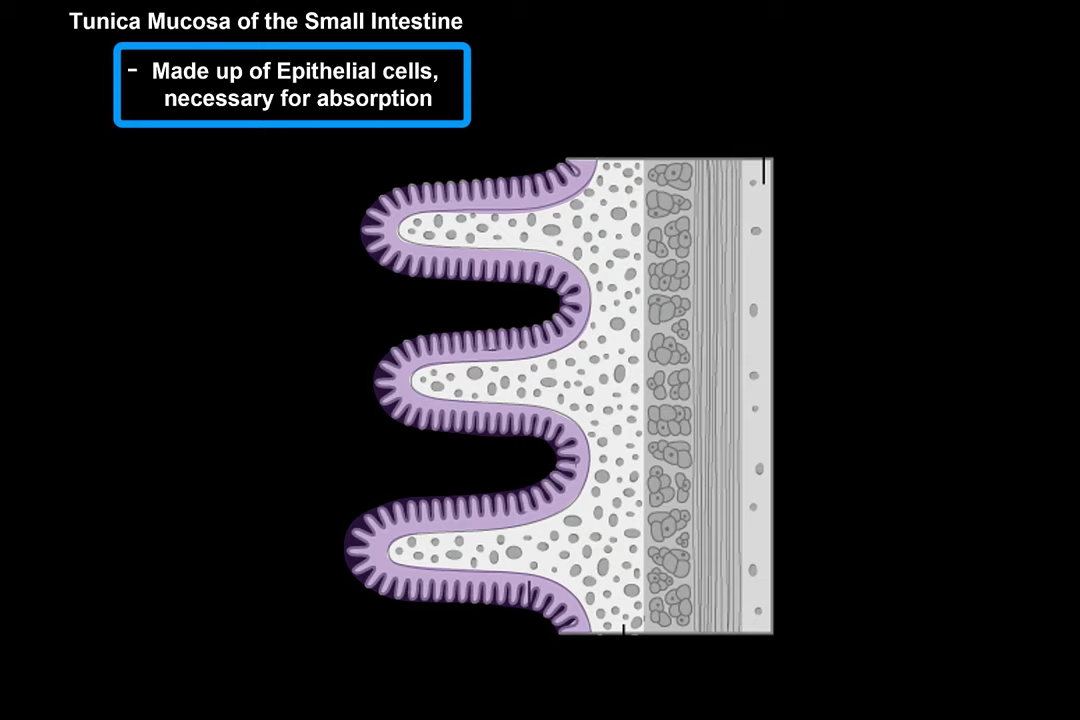 Tunica Mucosa of the Small Intestine
- Made up of Epithelial cells,
necessary for absorption